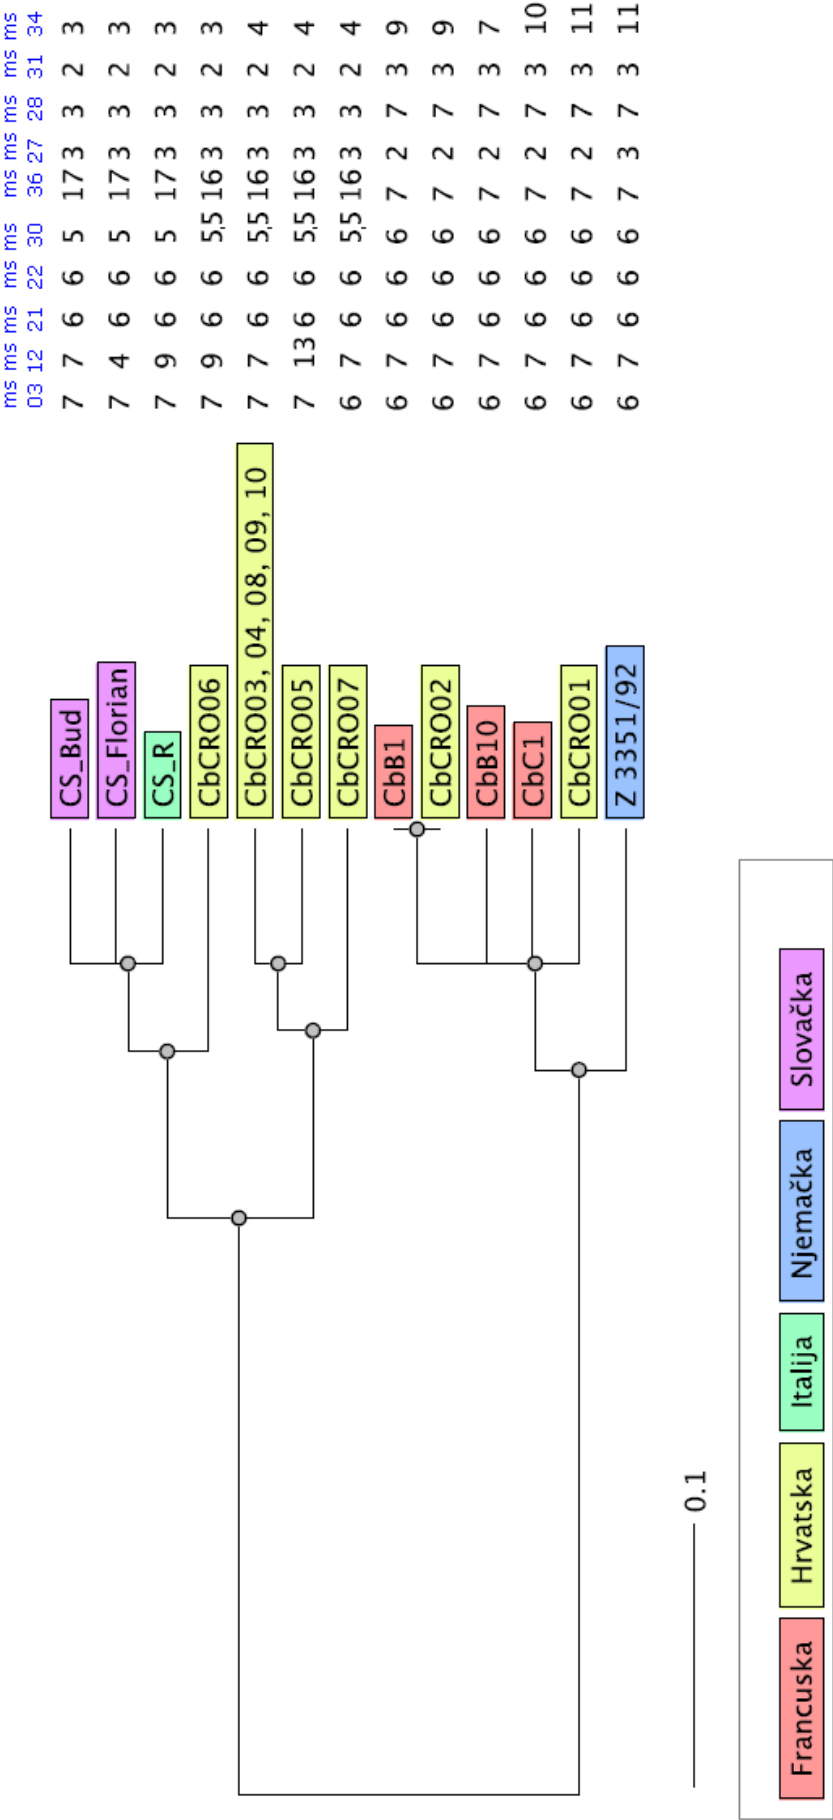 ms ms ms ms ms ms ms ms ms ms
03 12 21 22 30 36 27 28 31 34
CS_Bud 7 7 6 6 5 17 3 3 2 3
CS_Florian 7 4 6 6 5 17 3 3 2 3
CS_R 7 9 6 6 5 17 3 3 2 3
CbCRO06 7 9 6 6 5,5 16 3 3 2 3
CbCRO03, 04, 08, 09, 10 7 7 6 6 5,5 16 3 3 2 4
CbCRO05 7 13 6 6 5,5 16 3 3 2 4
CbCRO07 6 7 6 6 5,5 16 3 3 2 4
CbB1 6 7 6 6 6 7 2 7 3 9
CbCRO02 6 7 6 6 6 7 2 7 3 9
CbB10 6 7 6 6 6 7 2 7 3 7
CbC1 6 7 6 6 6 7 2 7 3 10
CbCRO01 6 7 6 6 6 7 2 7 3 11
Z 3351/92 6 7 6 6 6 7 3 7 3 11
0.1
Francuska Hrvatska Italija Njemačka Slovačka